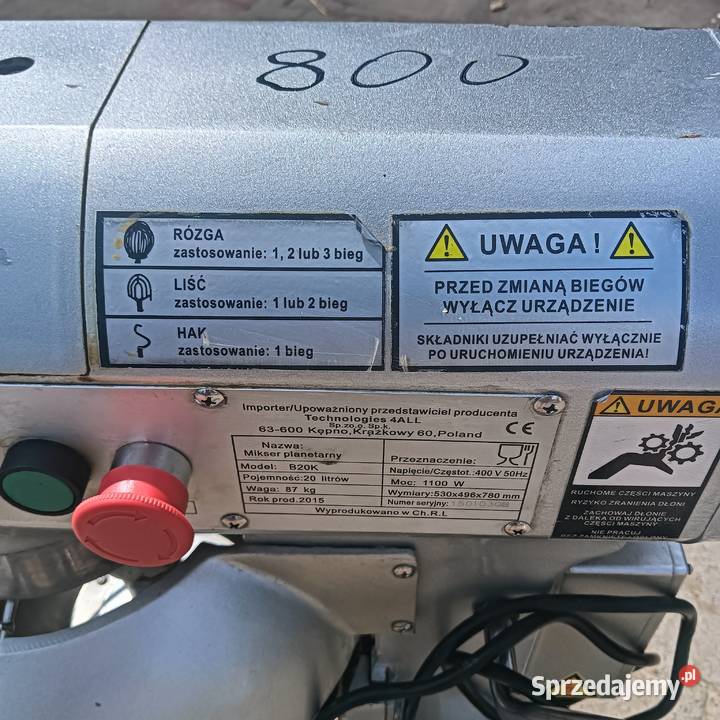 800
RÓZGA
zastosowanie: 1, 2 lub 3 bieg
LIŚĆ
zastosowanie: 1 lub 2 bieg
HAK
zastosowanie: 1 bieg
UWAGA !
PRZED ZMIANĄ BIEGÓW
WYŁĄCZ URZĄDZENIE
SKŁADNIKI UZUPEŁNIAĆ WYŁĄCZNIE
PO URUCHOMIENIU URZĄDZENIA!
Importer/Upoważniony przedstawiciel producenta
Technologies 4ALL
Sp.zo.o. Sp.k.
63-600 Kępno,Krążkowy 60,Poland
CE
Nazwa:
Mikser planetarny
Model: B20K
Pojemność:20 litrów
Waga: 87 kg
Rok prod.2015
Przeznaczenie:
Napięcie/Częstot.:400 V 50Hz
Moc: 1100 W
Wymiary:530x496x780 mm
Numer seryjny:
Wyprodukowano w Ch.R.L
UWAGA
RUCHOME CZĘŚCI MASZYNY
RYZYKO ZRANIENIA DŁONI
ZACHOWAJ DŁONIE
Z DALEKA OD WIRUJĄCYCH
CZĘŚCI MASZYNY
NIE PRACUJ
Sprzedajemy.pl